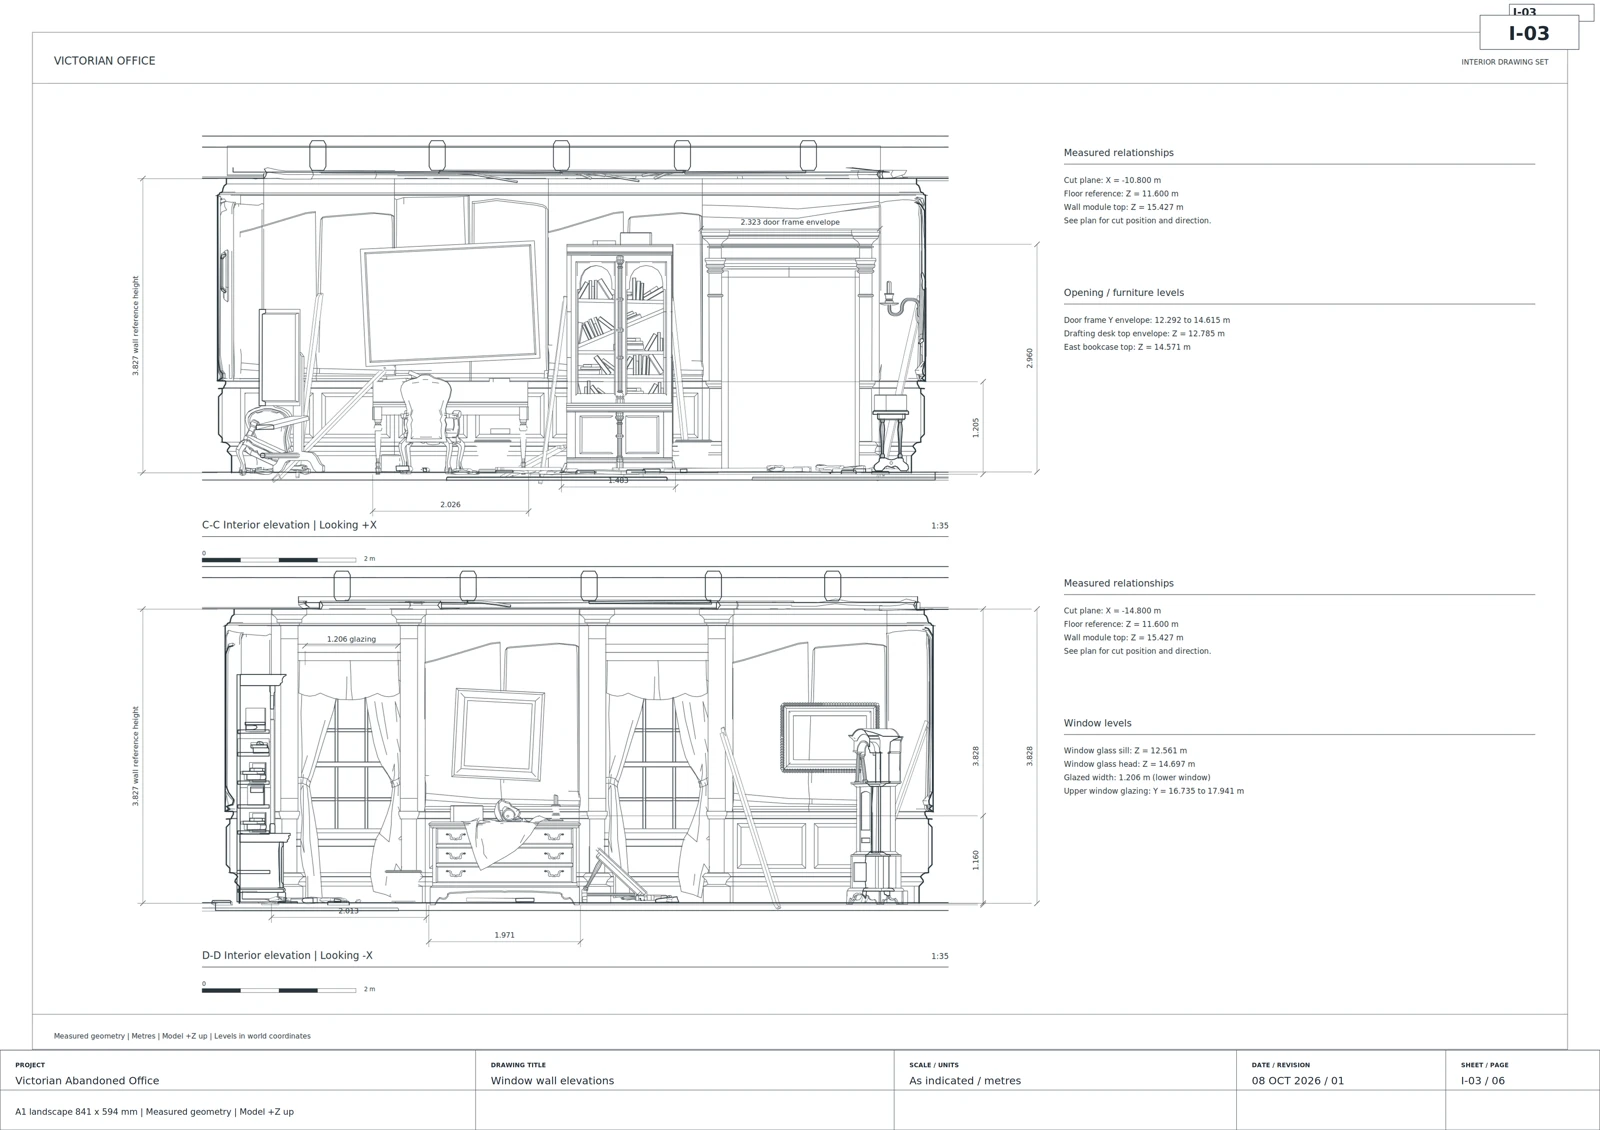 I-03
I-03
VICTORIAN OFFICE
INTERIOR DRAWING SET
2.323 door frame envelope
3.827 wall reference height
2.960
1.205
1.483
2.026
C-C Interior elevation | Looking +X
1:35
0
2 m
Measured relationships
Cut plane: X = -10.800 m
Floor reference: Z = 11.600 m
Wall module top: Z = 15.427 m
See plan for cut position and direction.
Opening / furniture levels
Door frame Y envelope: 12.292 to 14.615 m
Drafting desk top envelope: Z = 12.785 m
East bookcase top: Z = 14.571 m
1.206 glazing
3.827 wall reference height
3.828
3.828
1.160
2.013
1.971
D-D Interior elevation | Looking -X
1:35
0
2 m
Measured relationships
Cut plane: X = -14.800 m
Floor reference: Z = 11.600 m
Wall module top: Z = 15.427 m
See plan for cut position and direction.
Window levels
Window glass sill: Z = 12.561 m
Window glass head: Z = 14.697 m
Glazed width: 1.206 m (lower window)
Upper window glazing: Y = 16.735 to 17.941 m
Measured geometry | Metres | Model +Z up | Levels in world coordinates
PROJECT
Victorian Abandoned Office
DRAWING TITLE
Window wall elevations
SCALE / UNITS
As indicated / metres
DATE / REVISION
08 OCT 2026 / 01
SHEET / PAGE
I-03 / 06
A1 landscape 841 x 594 mm | Measured geometry | Model +Z up